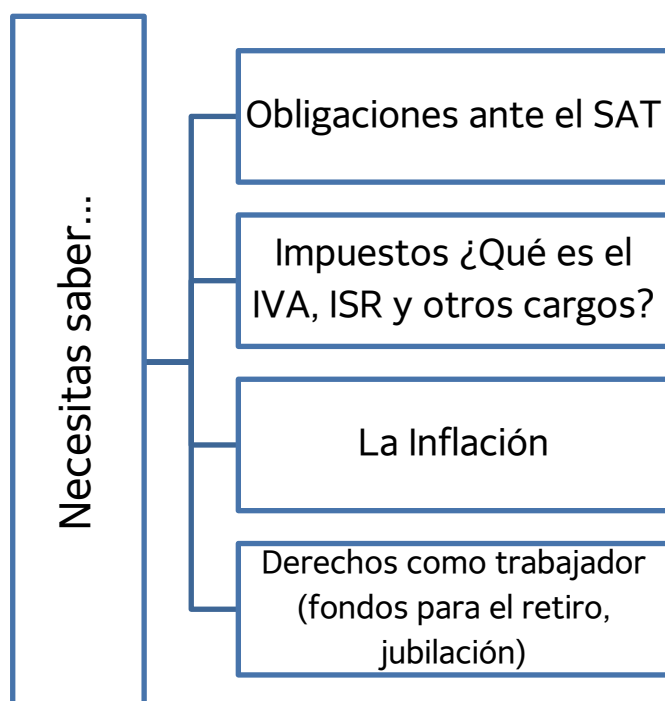 Necesitas saber...
Obligaciones ante el SAT
Impuestos ¿Qué es el
IVA, ISR y otros cargos?
La Inflación
Derechos como trabajador
(fondos para el retiro,
jubilación)